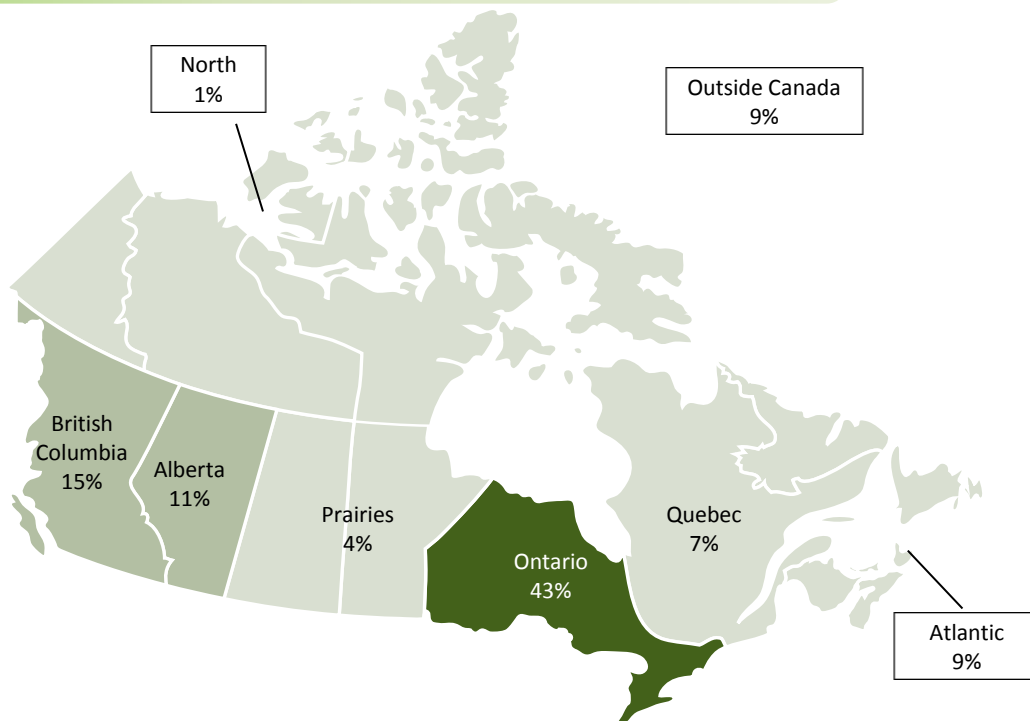 North
1%
Outside Canada
9%
British
Columbia
15%
Alberta
11%
Prairies
4%
Ontario
43%
Quebec
7%
Atlantic
9%